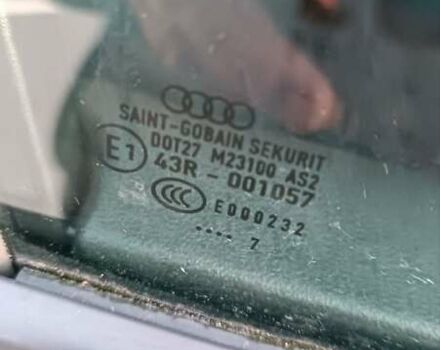 SAINT-GOBAIN SEKURIT
DOT27 M23100 AS2
E1 43R - 001057
CCC E000232
.... 7